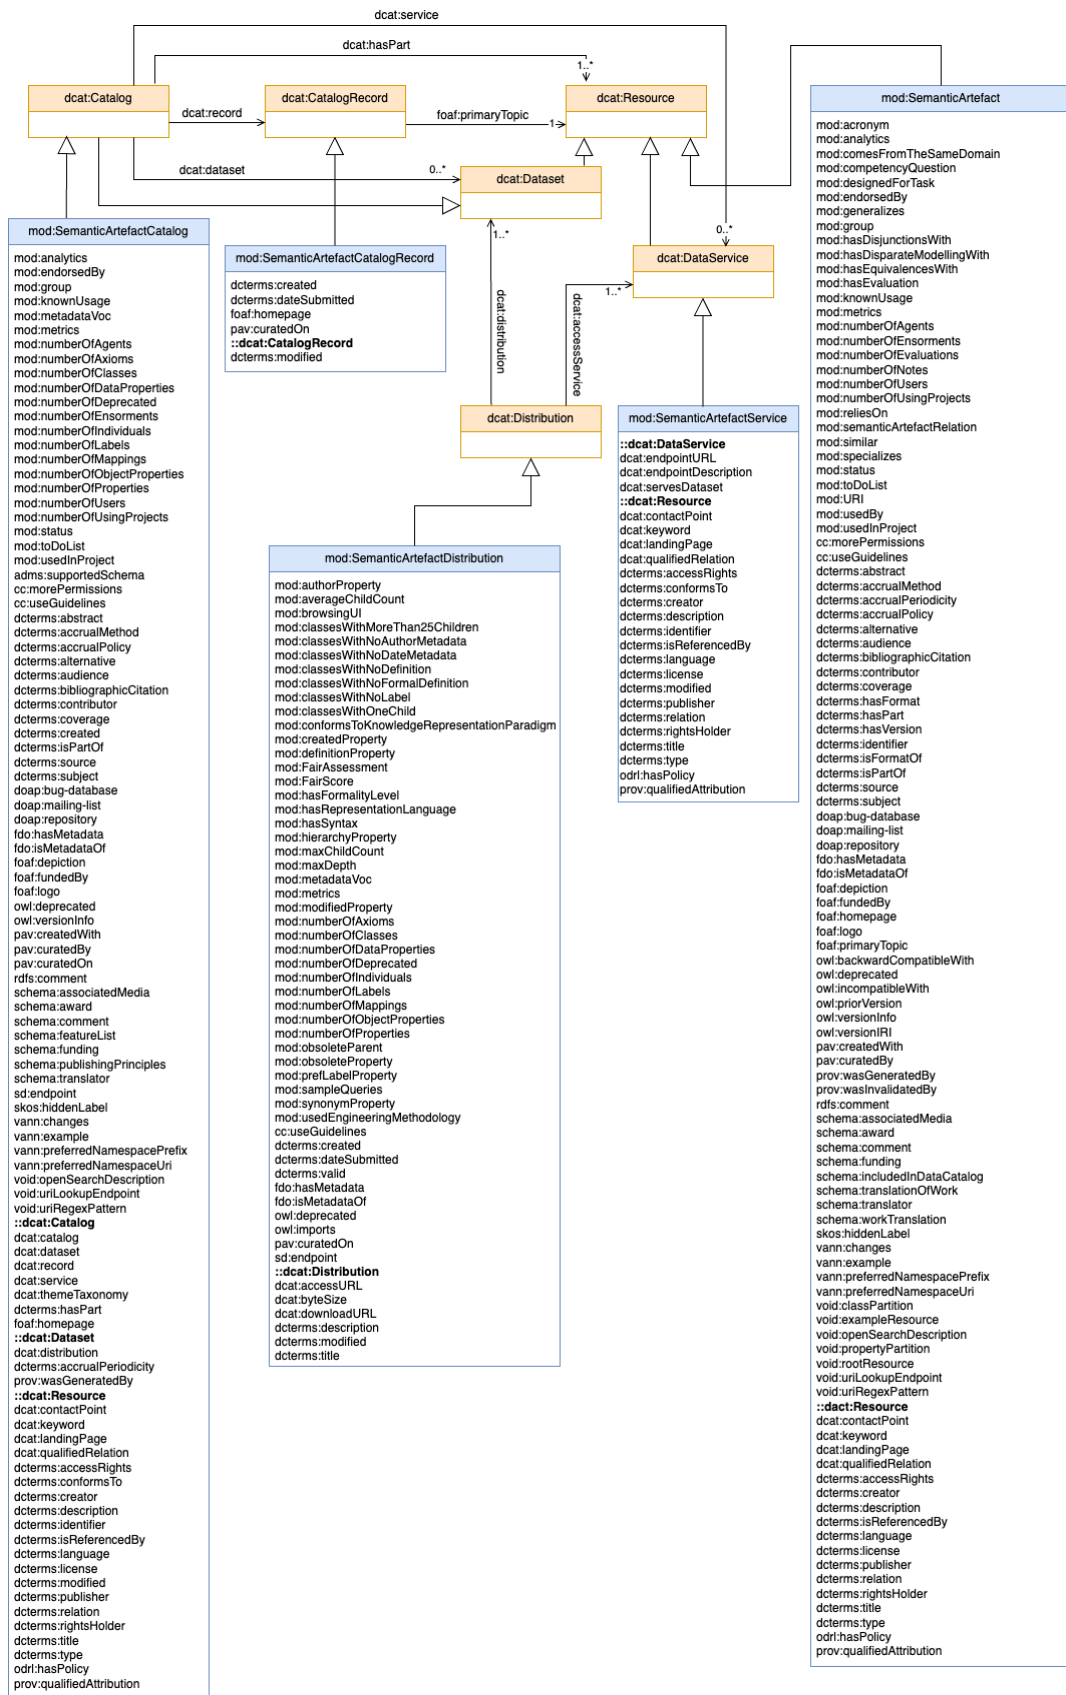 dcat:service
dcat:hasPart
1..*
dcat:Catalog
dcat:CatalogRecord
dcat:Resource
dcat:record
foaf:primaryTopic
1
dcat:dataset
0..*
dcat:Dataset
1..*
0..*
dcat:DataService
1..*
dcat:distribution
dcat:accessService
dcat:Distribution
mod:SemanticArtefactCatalog
mod:analytics
mod:endorsedBy
mod:group
mod:knownUsage
mod:metadataVoc
mod:metrics
mod:numberOfAgents
mod:numberOfAxioms
mod:numberOfClasses
mod:numberOfDataProperties
mod:numberOfDeprecated
mod:numberOfEnsorments
mod:numberOfIndividuals
mod:numberOfLabels
mod:numberOfMappings
mod:numberOfObjectProperties
mod:numberOfProperties
mod:numberOfUsers
mod:numberOfUsingProjects
mod:status
mod:toDoList
mod:usedInProject
adms:supportedSchema
cc:morePermissions
cc:useGuidelines
dcterms:abstract
dcterms:accrualMethod
dcterms:accrualPolicy
dcterms:alternative
dcterms:audience
dcterms:bibliographicCitation
dcterms:contributor
dcterms:coverage
dcterms:created
dcterms:isPartOf
dcterms:source
dcterms:subject
doap:bug-database
doap:mailing-list
doap:repository
fdo:hasMetadata
fdo:isMetadataOf
foaf:depiction
foaf:fundedBy
foaf:logo
owl:deprecated
owl:versionInfo
pav:createdWith
pav:curatedBy
pav:curatedOn
rdfs:comment
schema:associatedMedia
schema:award
schema:comment
schema:featureList
schema:funding
schema:publishingPrinciples
schema:translator
sd:endpoint
skos:hiddenLabel
vann:changes
vann:example
vann:preferredNamespacePrefix
vann:preferredNamespaceUri
void:openSearchDescription
void:uriLookupEndpoint
void:uriRegexPattern
::dcat:Catalog
dcat:catalog
dcat:dataset
dcat:record
dcat:service
dcat:themeTaxonomy
dcterms:hasPart
foaf:homepage
::dcat:Dataset
dcat:distribution
dcterms:accrualPeriodicity
prov:wasGeneratedBy
::dcat:Resource
dcat:contactPoint
dcat:keyword
dcat:landingPage
dcat:qualifiedRelation
dcterms:accessRights
dcterms:conformsTo
dcterms:creator
dcterms:description
dcterms:identifier
dcterms:isReferencedBy
dcterms:language
dcterms:license
dcterms:modified
dcterms:publisher
dcterms:relation
dcterms:rightsHolder
dcterms:title
dcterms:type
odrl:hasPolicy
prov:qualifiedAttribution
mod:SemanticArtefactCatalogRecord
dcterms:created
dcterms:dateSubmitted
foaf:homepage
pav:curatedOn
::dcat:CatalogRecord
dcterms:modified
mod:SemanticArtefactDistribution
mod:authorProperty
mod:averageChildCount
mod:browsingUI
mod:classesWithMoreThan25Children
mod:classesWithNoAuthorMetadata
mod:classesWithNoDateMetadata
mod:classesWithNoDefinition
mod:classesWithNoFormalDefinition
mod:classesWithNoLabel
mod:classesWithOneChild
mod:conformsToKnowledgeRepresentationParadigm
mod:createdProperty
mod:definitionProperty
mod:FairAssessment
mod:FairScore
mod:hasFormalityLevel
mod:hasRepresentationLanguage
mod:hasSyntax
mod:hierarchyProperty
mod:maxChildCount
mod:maxDepth
mod:metadataVoc
mod:metrics
mod:modifiedProperty
mod:numberOfAxioms
mod:numberOfClasses
mod:numberOfDataProperties
mod:numberOfDeprecated
mod:numberOfIndividuals
mod:numberOfLabels
mod:numberOfMappings
mod:numberOfObjectProperties
mod:numberOfProperties
mod:obsoleteParent
mod:obsoleteProperty
mod:prefLabelProperty
mod:sampleQueries
mod:synonymProperty
mod:usedEngineeringMethodology
cc:useGuidelines
dcterms:created
dcterms:dateSubmitted
dcterms:valid
fdo:hasMetadata
fdo:isMetadataOf
owl:deprecated
owl:imports
pav:curatedOn
sd:endpoint
::dcat:Distribution
dcat:accessURL
dcat:byteSize
dcat:downloadURL
dcterms:description
dcterms:modified
dcterms:title
mod:SemanticArtefactService
::dcat:DataService
dcat:endpointURL
dcat:endpointDescription
dcat:servesDataset
::dcat:Resource
dcat:contactPoint
dcat:keyword
dcat:landingPage
dcat:qualifiedRelation
dcterms:accessRights
dcterms:conformsTo
dcterms:creator
dcterms:description
dcterms:identifier
dcterms:isReferencedBy
dcterms:language
dcterms:license
dcterms:modified
dcterms:publisher
dcterms:relation
dcterms:rightsHolder
dcterms:title
dcterms:type
odrl:hasPolicy
prov:qualifiedAttribution
mod:SemanticArtefact
mod:acronym
mod:analytics
mod:comesFromTheSameDomain
mod:competencyQuestion
mod:designedForTask
mod:endorsedBy
mod:generalizes
mod:group
mod:hasDisjunctionsWith
mod:hasDisparateModellingWith
mod:hasEquivalencesWith
mod:hasEvaluation
mod:knownUsage
mod:metrics
mod:numberOfAgents
mod:numberOfEnsorments
mod:numberOfEvaluations
mod:numberOfNotes
mod:numberOfUsers
mod:numberOfUsingProjects
mod:reliesOn
mod:semanticArtefactRelation
mod:similar
mod:specializes
mod:status
mod:toDoList
mod:URI
mod:usedBy
mod:usedInProject
cc:morePermissions
cc:useGuidelines
dcterms:abstract
dcterms:accrualMethod
dcterms:accrualPeriodicity
dcterms:accrualPolicy
dcterms:alternative
dcterms:audience
dcterms:bibliographicCitation
dcterms:contributor
dcterms:coverage
dcterms:hasFormat
dcterms:hasPart
dcterms:hasVersion
dcterms:identifier
dcterms:isFormatOf
dcterms:isPartOf
dcterms:source
dcterms:subject
doap:bug-database
doap:mailing-list
doap:repository
fdo:hasMetadata
fdo:isMetadataOf
foaf:depiction
foaf:fundedBy
foaf:homepage
foaf:logo
foaf:primaryTopic
owl:backwardCompatibleWith
owl:deprecated
owl:incompatibleWith
owl:priorVersion
owl:versionInfo
owl:versionIRI
pav:createdWith
pav:curatedBy
prov:wasGeneratedBy
prov:wasInvalidatedBy
rdfs:comment
schema:associatedMedia
schema:award
schema:comment
schema:funding
schema:includedInDataCatalog
schema:translationOfWork
schema:translator
schema:workTranslation
skos:hiddenLabel
vann:changes
vann:example
vann:preferredNamespacePrefix
vann:preferredNamespaceUri
void:classPartition
void:exampleResource
void:openSearchDescription
void:propertyPartition
void:rootResource
void:uriLookupEndpoint
void:uriRegexPattern
::dact:Resource
dcat:contactPoint
dcat:keyword
dcat:landingPage
dcat:qualifiedRelation
dcterms:accessRights
dcterms:creator
dcterms:description
dcterms:isReferencedBy
dcterms:language
dcterms:license
dcterms:publisher
dcterms:relation
dcterms:rightsHolder
dcterms:title
dcterms:type
odrl:hasPolicy
prov:qualifiedAttribution